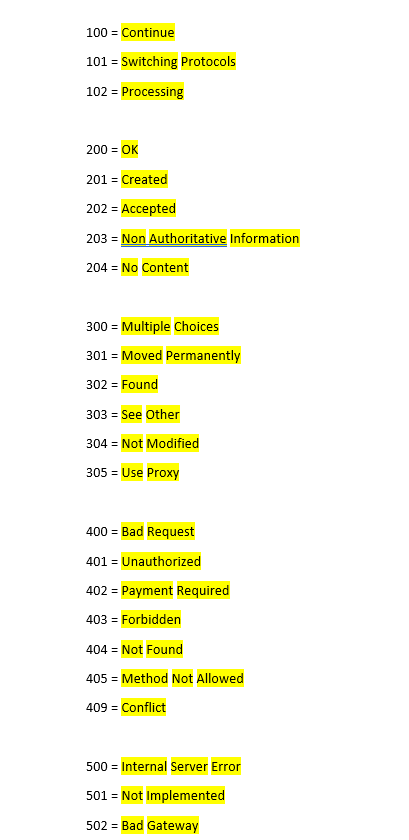 100 = Continue
101 = Switching Protocols
102 = Processing
200 = OK
201 = Created
202 = Accepted
203 = Non Authoritative Information
204 = No Content
300 = Multiple Choices
301 = Moved Permanently
302 = Found
303 = See Other
304 = Not Modified
305 = Use Proxy
400 = Bad Request
401 = Unauthorized
402 = Payment Required
403 = Forbidden
404 = Not Found
405 = Method Not Allowed
409 = Conflict
500 = Internal Server Error
501 = Not Implemented
502 = Bad Gateway